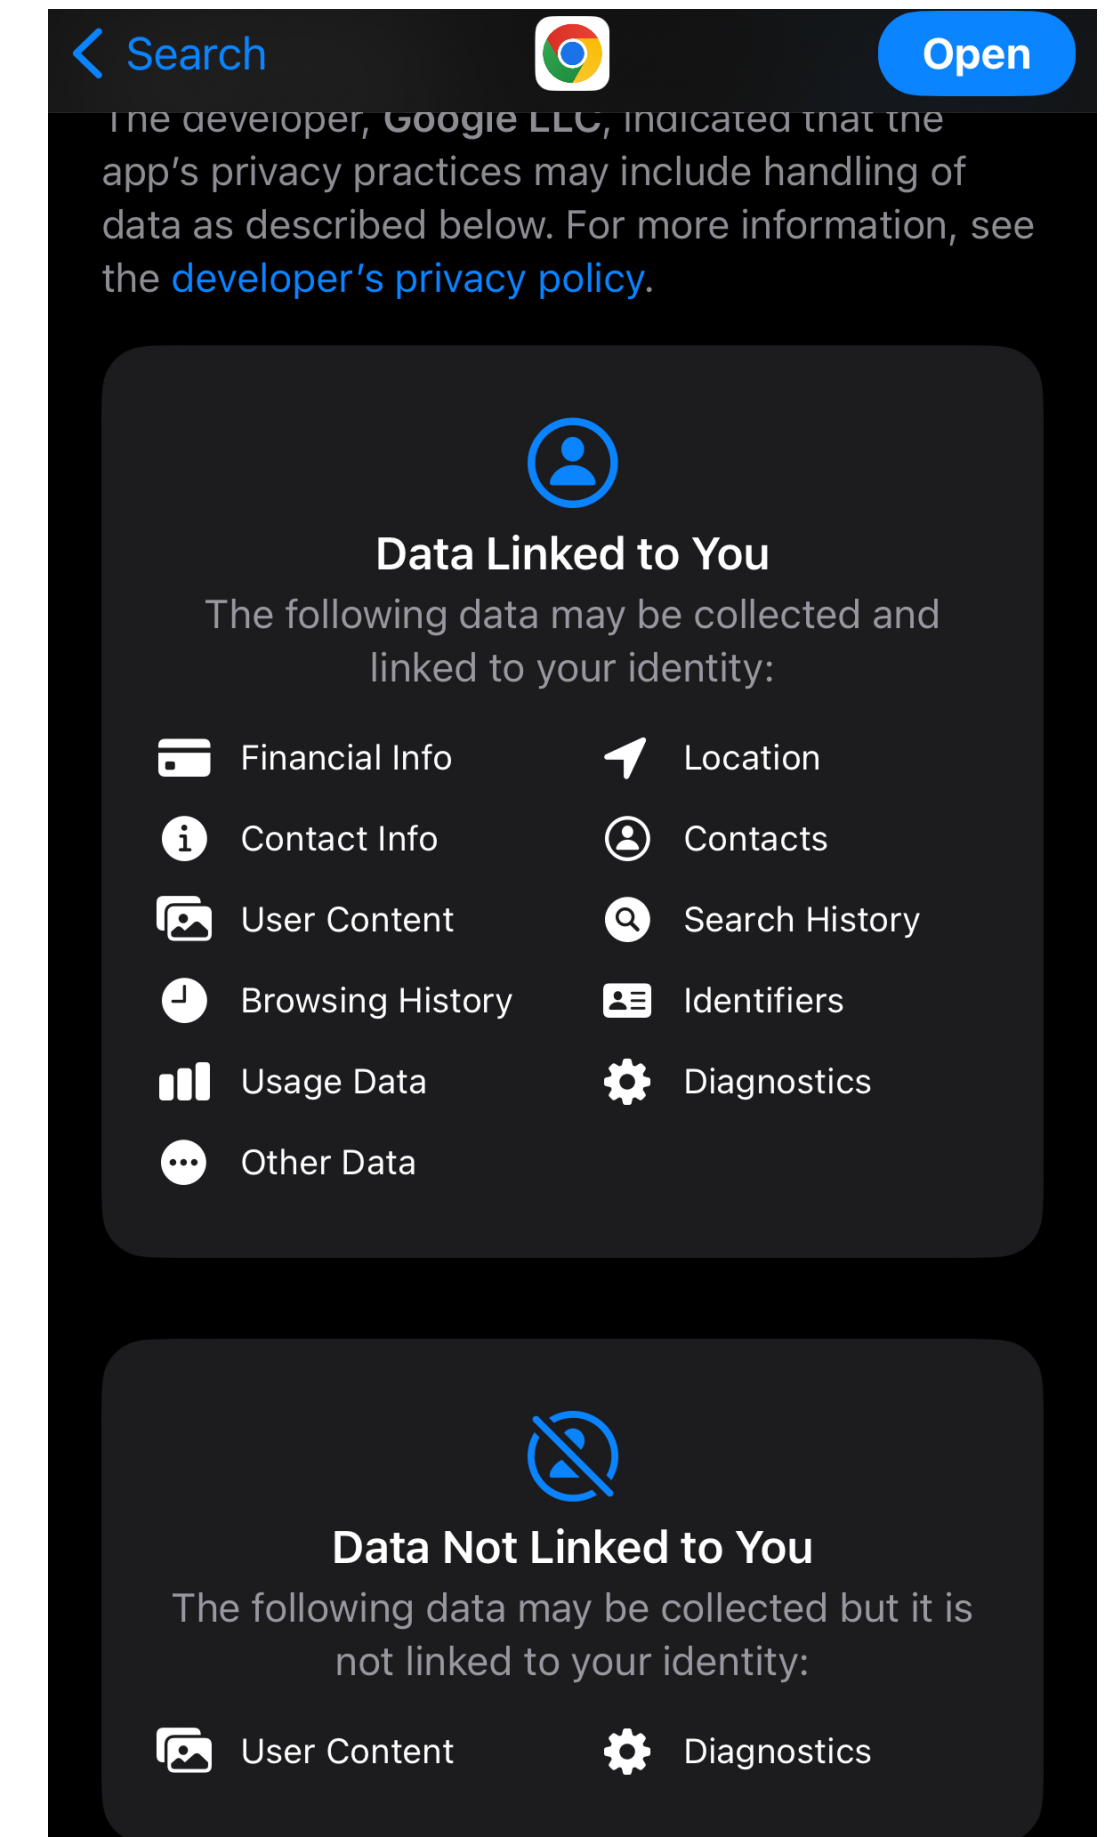 Search
Open
The developer, Google LLC, indicated that the
app’s privacy practices may include handling of
data as described below. For more information, see
the developer’s privacy policy.
Data Linked to You
The following data may be collected and
linked to your identity:
Financial Info
Location
Contact Info
Contacts
User Content
Search History
Browsing History
Identifiers
Usage Data
Diagnostics
Other Data
Data Not Linked to You
The following data may be collected but it is
not linked to your identity:
User Content
Diagnostics